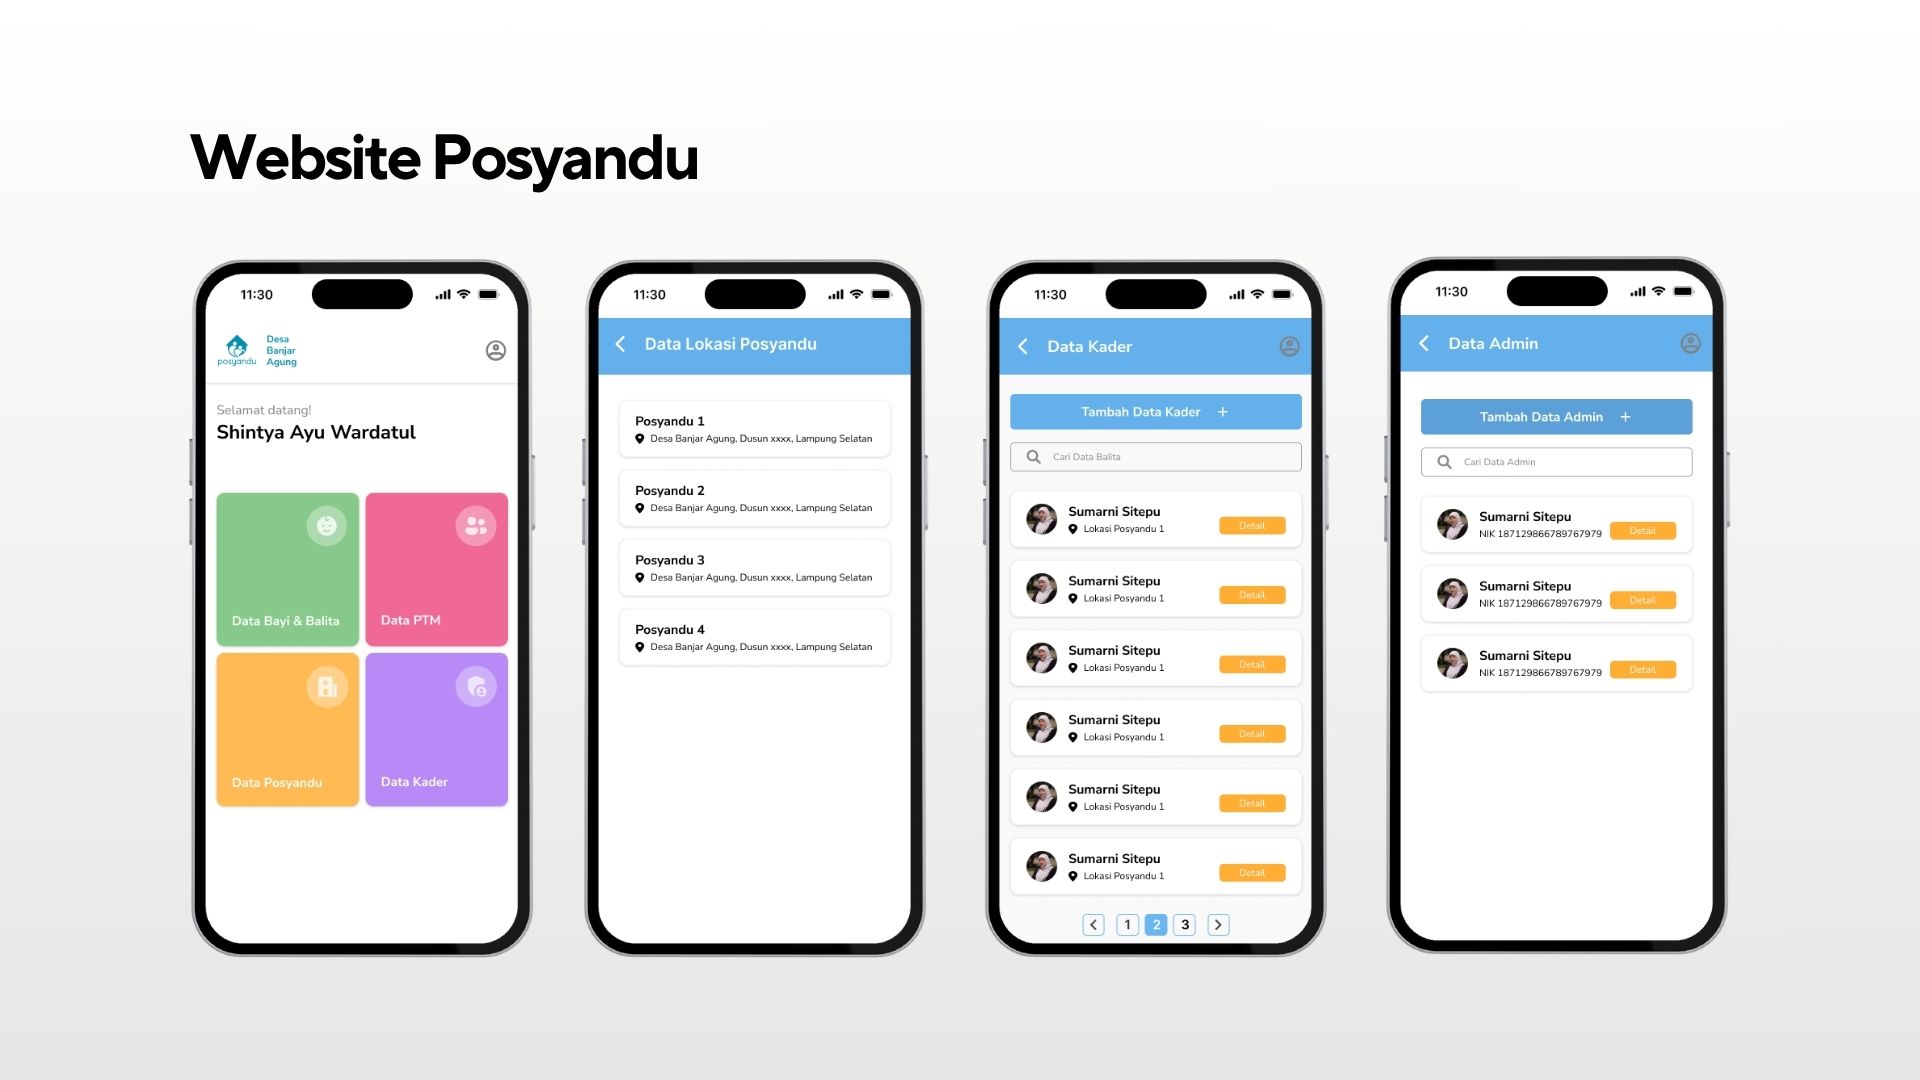 Website Posyandu
11:30
posyandu
Desa
Banjar
Agung
Selamat datang!
Shintya Ayu Wardatul
Data Bayi & Balita
Data PTM
Data Posyandu
Data Kader
11:30
Data Lokasi Posyandu
Posyandu 1
Desa Banjar Agung, Dusun xxxx, Lampung Selatan
Posyandu 2
Desa Banjar Agung, Dusun xxxx, Lampung Selatan
Posyandu 3
Desa Banjar Agung, Dusun xxxx, Lampung Selatan
Posyandu 4
Desa Banjar Agung, Dusun xxxx, Lampung Selatan
11:30
Data Kader
Tambah Data Kader +
Cari Data Balita
Sumarni Sitepu
Lokasi Posyandu 1
Detail
Sumarni Sitepu
Lokasi Posyandu 1
Detail
Sumarni Sitepu
Lokasi Posyandu 1
Detail
Sumarni Sitepu
Lokasi Posyandu 1
Detail
Sumarni Sitepu
Lokasi Posyandu 1
Detail
Sumarni Sitepu
Lokasi Posyandu 1
Detail
1 2 3
11:30
Data Admin
Tambah Data Admin +
Cari Data Admin
Sumarni Sitepu
NIK 187129866789767979
Detail
Sumarni Sitepu
NIK 187129866789767979
Detail
Sumarni Sitepu
NIK 187129866789767979
Detail